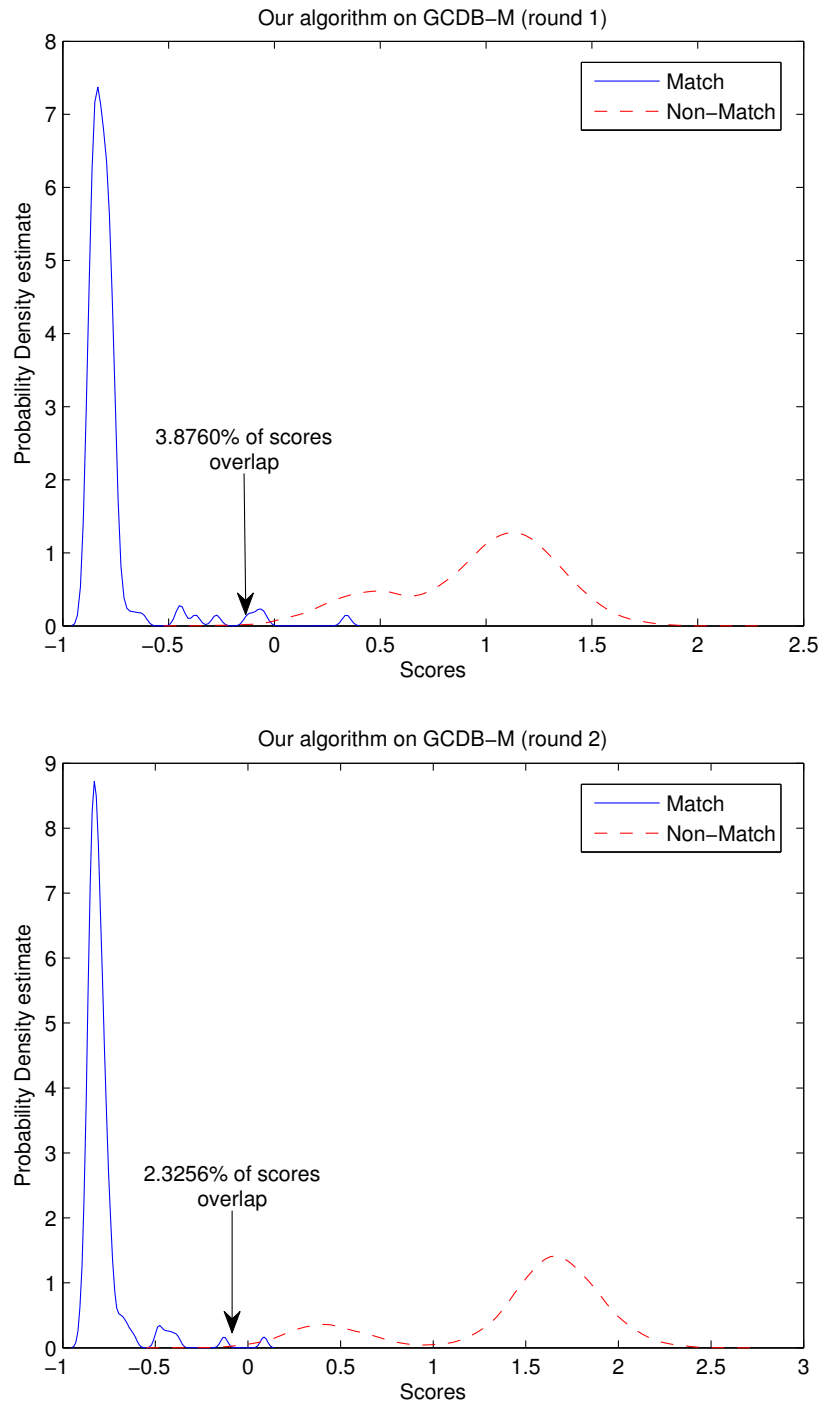 Our algorithm on GCDB−M (round 1)
8
7
6
5
4
3
2
1
0
Probability Density estimate
Match
Non−Match
3.8760% of scores
overlap
−1
−0.5
0
0.5
1
1.5
2
2.5
Scores
Our algorithm on GCDB−M (round 2)
9
8
7
6
5
4
3
2
1
0
Probability Density estimate
Match
Non−Match
2.3256% of scores
overlap
−1
−0.5
0
0.5
1
1.5
2
2.5
3
Scores